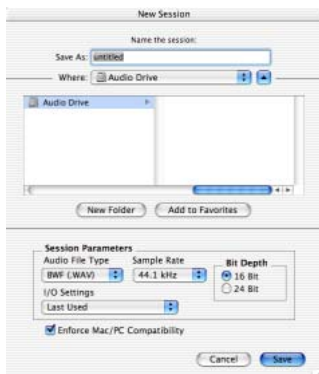 New Session
Name the session:
Save As: untitled
Where: Audio Drive
Audio Drive
New Folder
Add to Favorites
Session Parameters
Audio File Type
Sample Rate
Bit Depth
BWF (.WAV)
44.1 kHz
16 Bit
24 Bit
I/O Settings
Last Used
Enforce Mac/PC Compatibility
Cancel
Save